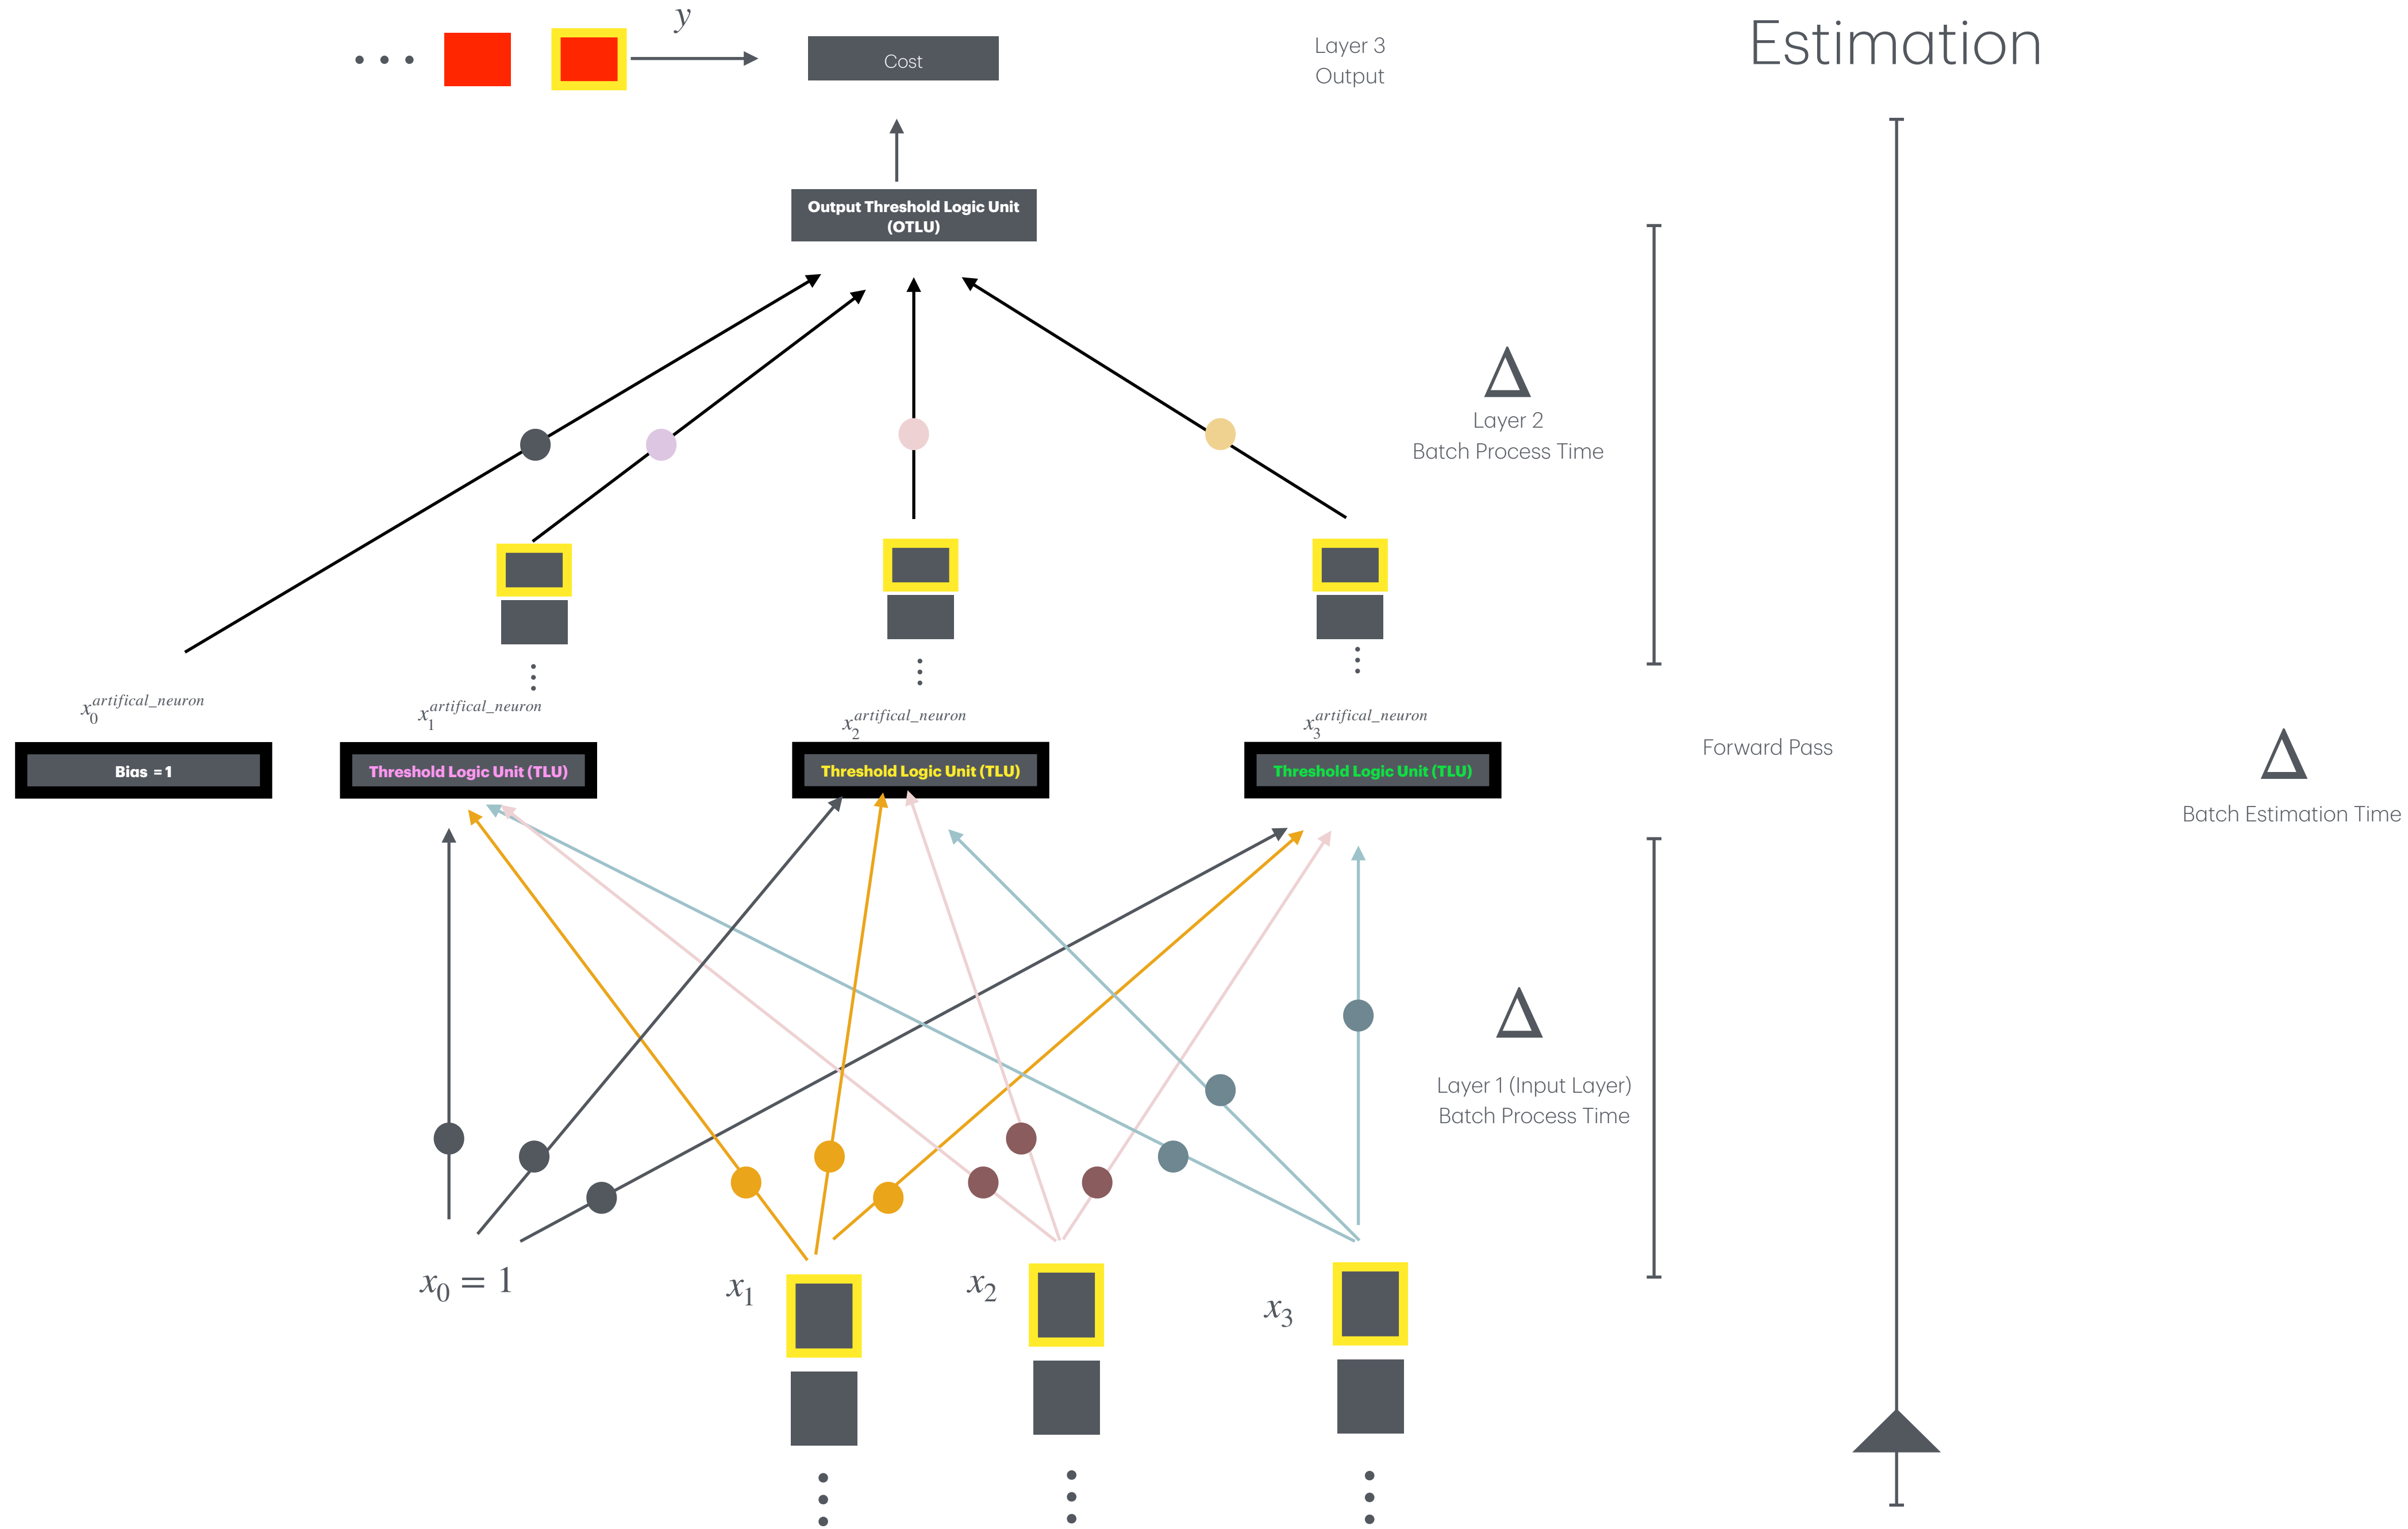 y
Cost
Layer 3
Output
Estimation
Output Threshold Logic Unit
(OTLU)
Δ
Layer 2
Batch Process Time
x_0^{artifical_neuron}
x_1^{artifical_neuron}
x_2^{artifical_neuron}
x_3^{artifical_neuron}
Bias = 1
Threshold Logic Unit (TLU)
Threshold Logic Unit (TLU)
Threshold Logic Unit (TLU)
Forward Pass
Δ
Batch Estimation Time
Δ
Layer 1 (Input Layer)
Batch Process Time
x_0 = 1
x_1
x_2
x_3